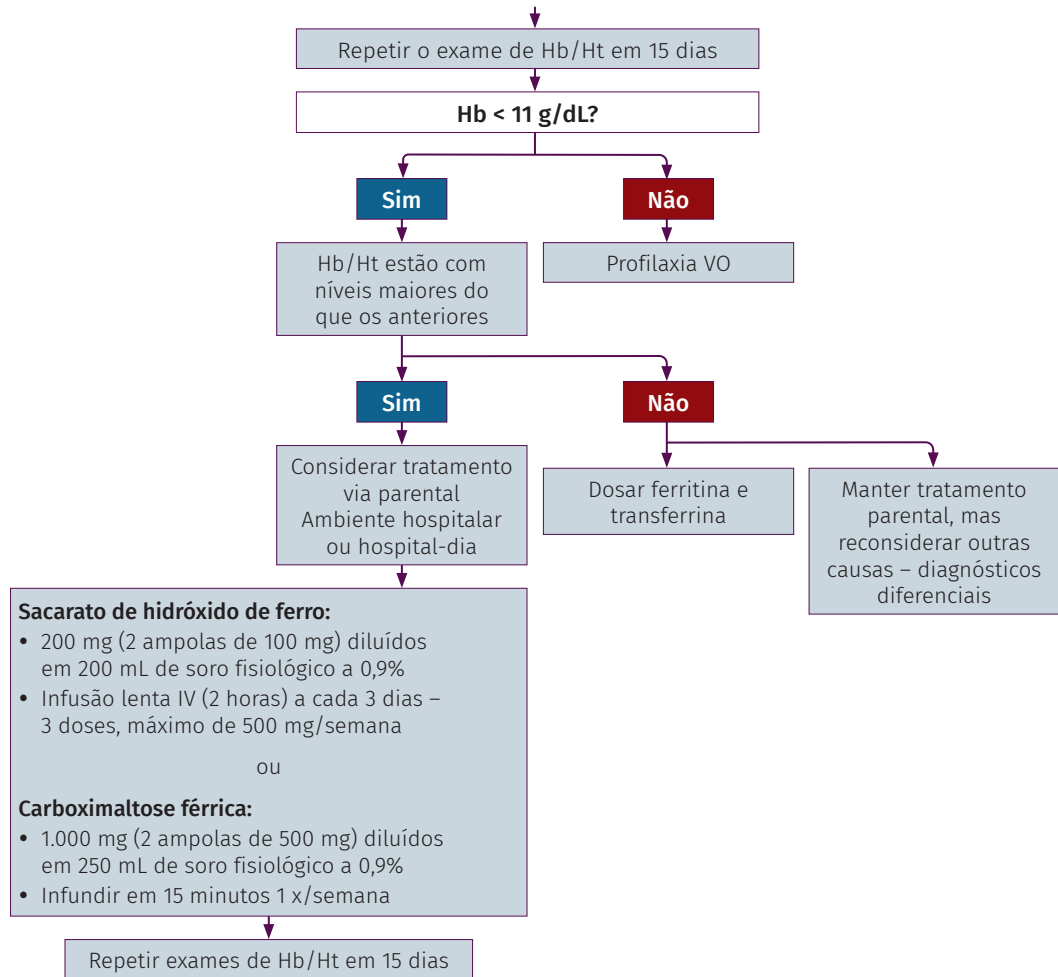 Repetir o exame de Hb/Ht em 15 dias
Hb < 11 g/dL?
Sim
Não
Hb/Ht estão com
níveis maiores do
que os anteriores
Profilaxia VO
Sim
Não
Considerar tratamento
via parental
Ambiente hospitalar
ou hospital-dia
Dosar ferritina e
transferrina
Manter tratamento
parental, mas
reconsiderar outras
causas – diagnósticos
diferenciais
Sacarato de hidróxido de ferro:
• 200 mg (2 ampolas de 100 mg) diluídos
em 200 mL de soro fisiológico a 0,9%
• Infusão lenta IV (2 horas) a cada 3 dias –
3 doses, máximo de 500 mg/semana
ou
Carboximaltose férrica:
• 1.000 mg (2 ampolas de 500 mg) diluídos
em 250 mL de soro fisiológico a 0,9%
• Infundir em 15 minutos 1 x/semana
Repetir exames de Hb/Ht em 15 dias